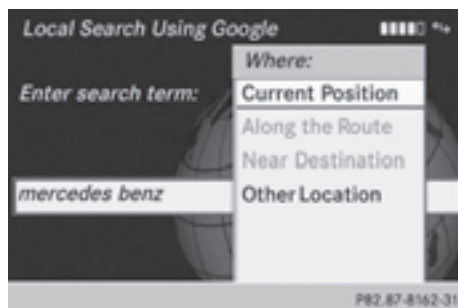 Local Search Using Google
Where:
Enter search term:
Current Position
Along the Route
Near Destination
mercedes benz
Other Location
P82.87-8162-31